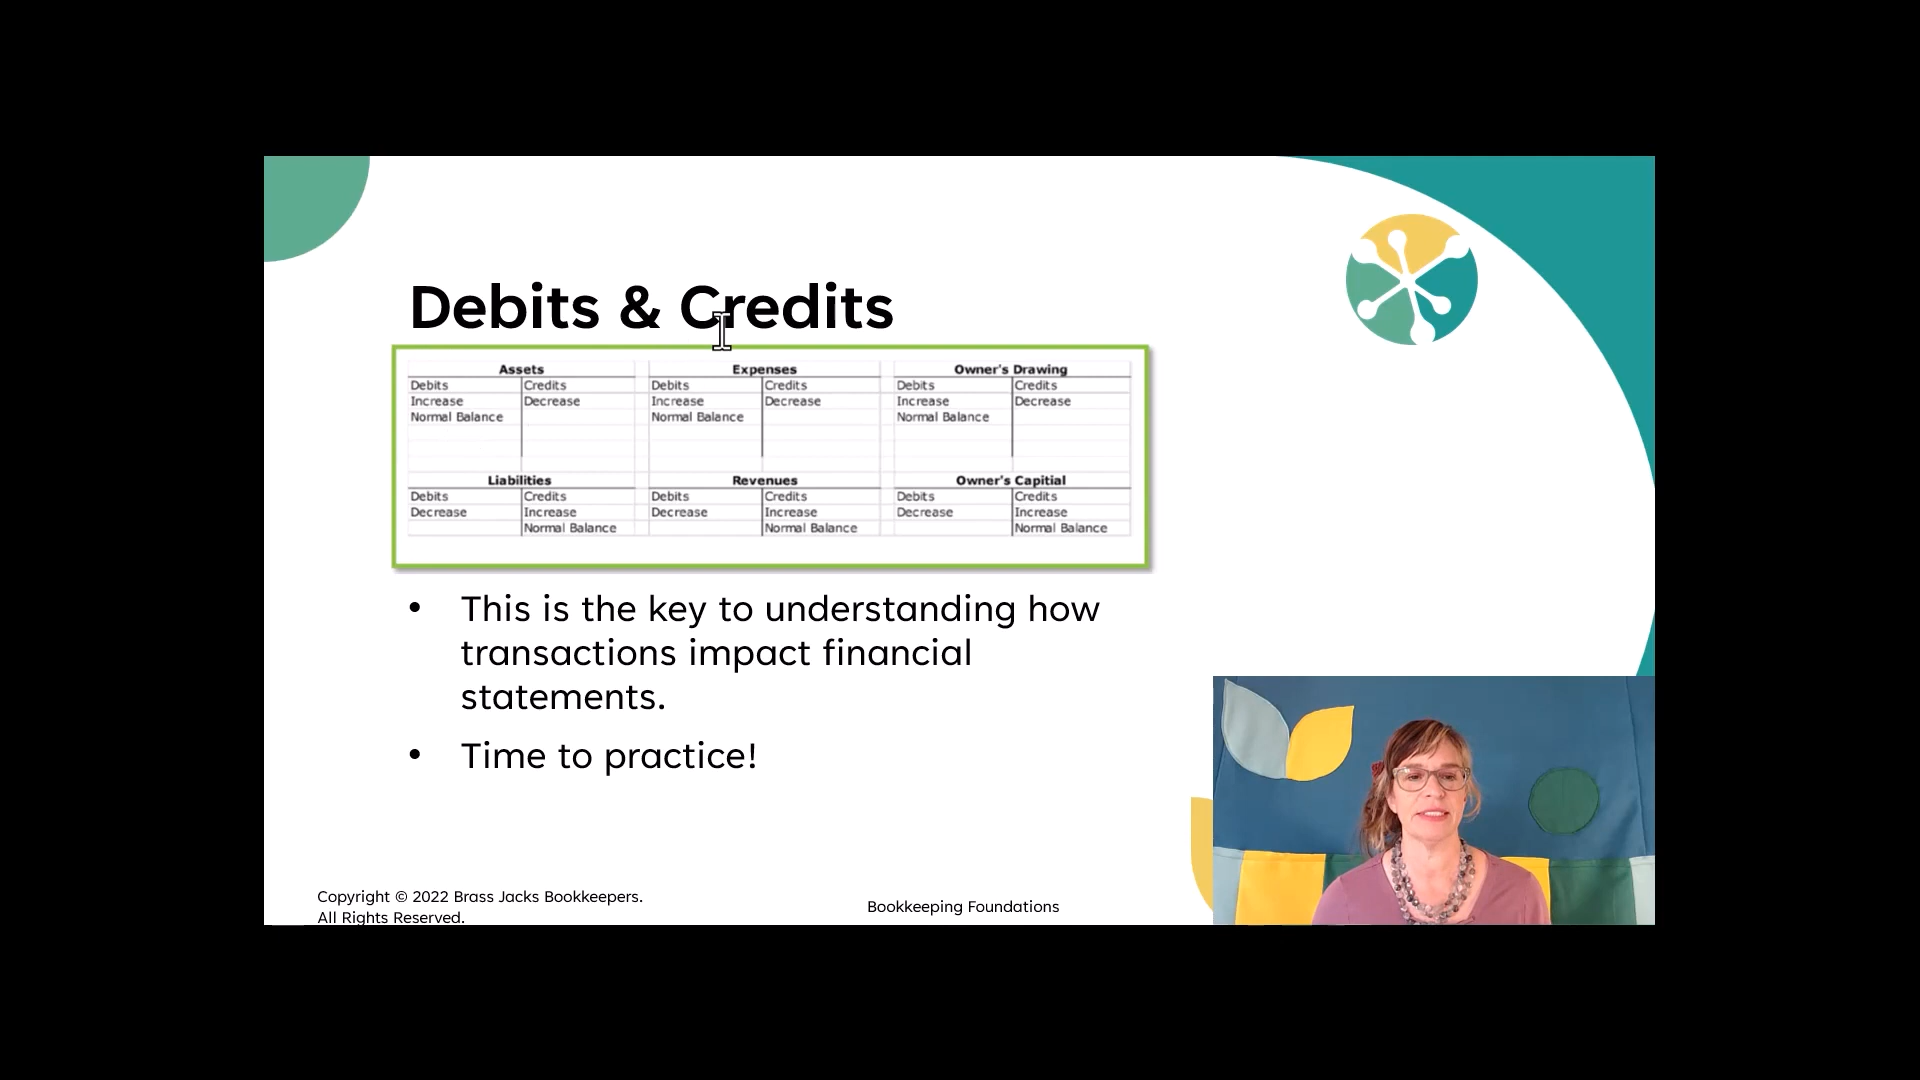 Debits & Credits
Assets Expenses Owner's Drawing
Debits Credits Debits Credits Debits Credits
Increase Decrease Increase Decrease Increase Decrease
Normal Balance Normal Balance Normal Balance
Liabilities Revenues Owner's Capitial
Debits Credits Debits Credits Debits Credits
Decrease Increase Decrease Increase Decrease Increase
Normal Balance Normal Balance Normal Balance
• This is the key to understanding how
transactions impact financial
statements.
• Time to practice!
Copyright © 2022 Brass Jacks Bookkeepers.
All Rights Reserved.
Bookkeeping Foundations